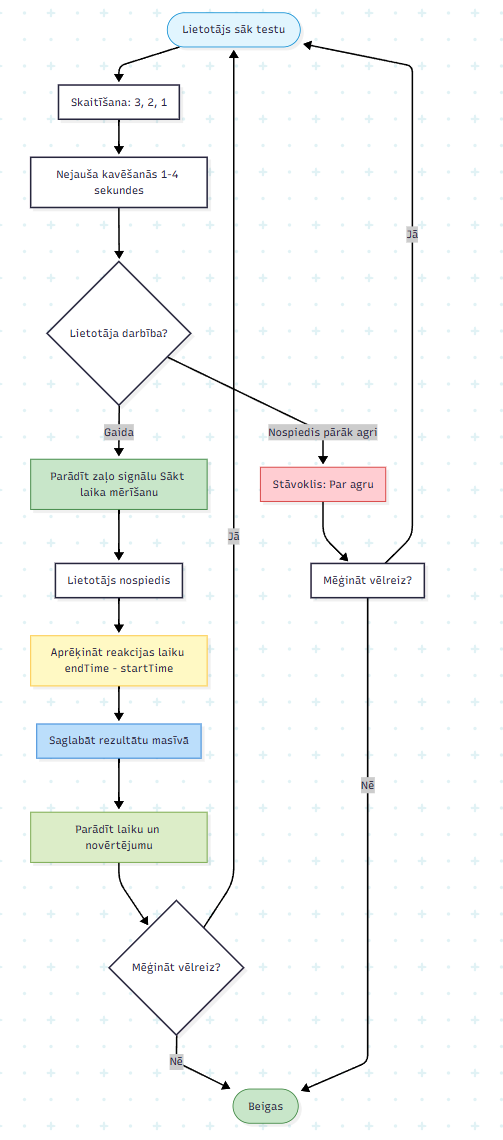 Lietotājs sāk testu
Skaitīšana: 3, 2, 1
Nejauša kavēšanās 1-4
sekundes
Jā
Lietotāja darbība?
Gaida
Nospiedis pārāk agri
Parādīt zaļo signālu Sākt
laika mērīšanu
Stāvoklis: Par agru
Jā
Lietotājs nospiedis
Mēģināt vēlreiz?
Aprēķināt reakcijas laiku
endTime - startTime
Saglabāt rezultātu masīvā
Nē
Parādīt laiku un
novērtējumu
Mēģināt vēlreiz?
Nē
Beigas